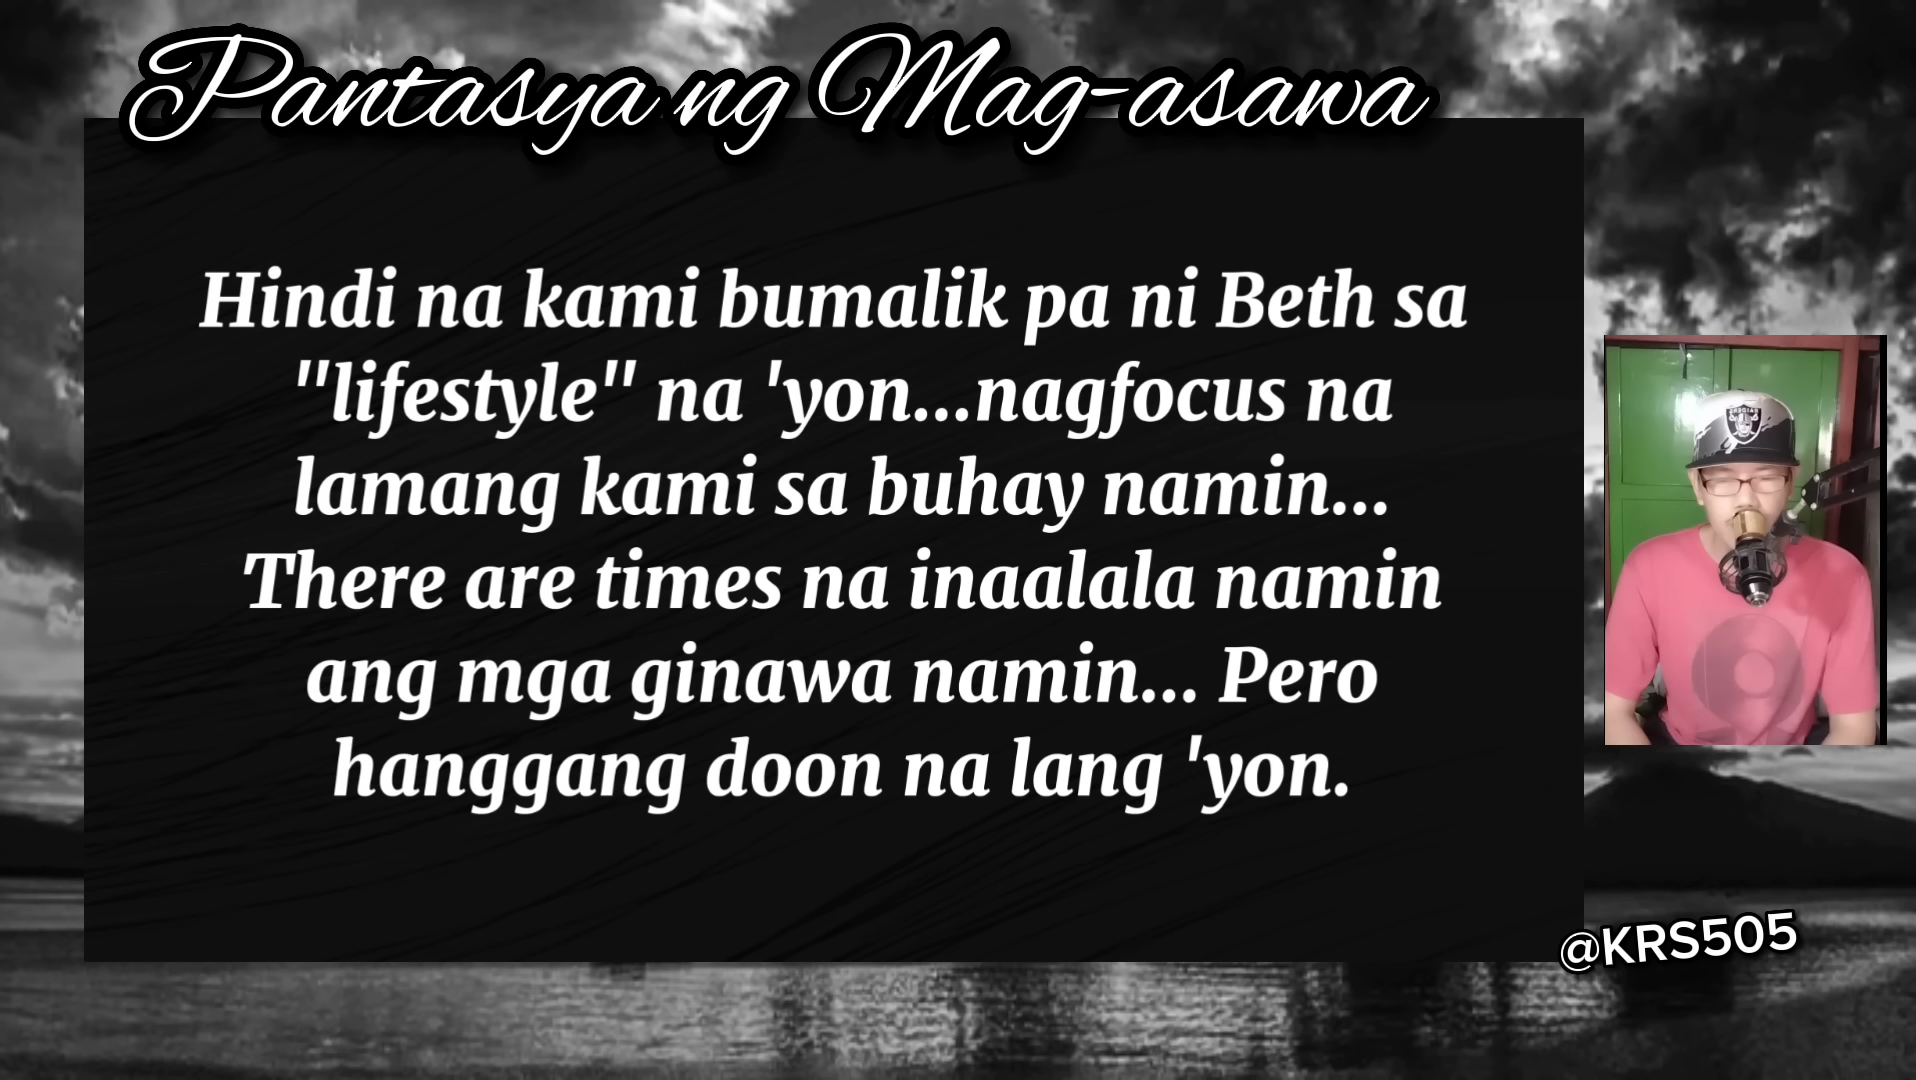 Pantasya ng Mag-asawa
Hindi na kami bumalik pa ni Beth sa
"lifestyle" na 'yon...nagfocus na
lamang kami sa buhay namin...
There are times na inaalala namin
ang mga ginawa namin... Pero
hanggang doon na lang 'yon.
@KRS505